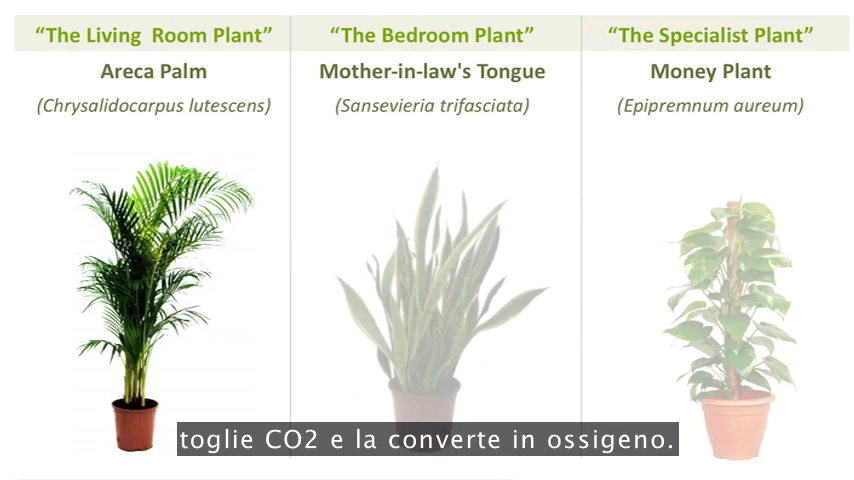 “The Living Room Plant”
Areca Palm
(Chrysalidocarpus lutescens)
“The Bedroom Plant”
Mother-in-law's Tongue
(Sansevieria trifasciata)
“The Specialist Plant”
Money Plant
(Epipremnum aureum)
toglie CO2 e la converte in ossigeno.